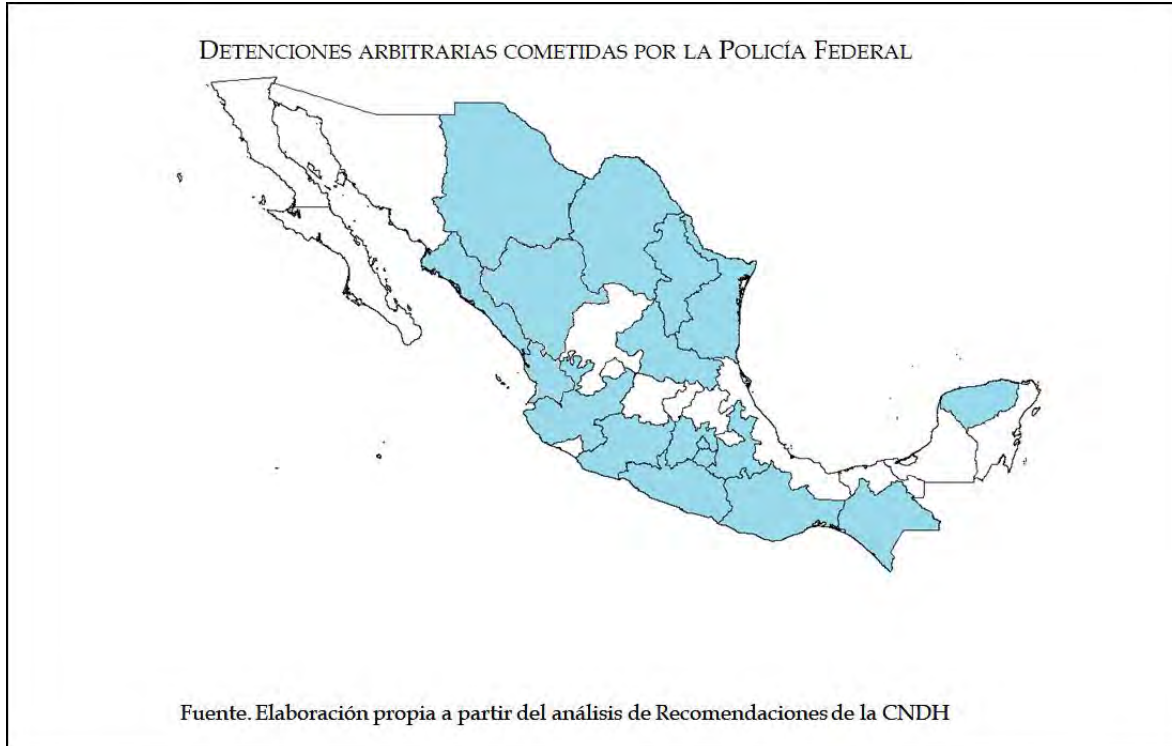 DETENCIONES ARBITRARIAS COMETIDAS POR LA POLICÍA FEDERAL
Fuente. Elaboración propia a partir del análisis de Recomendaciones de la CNDH